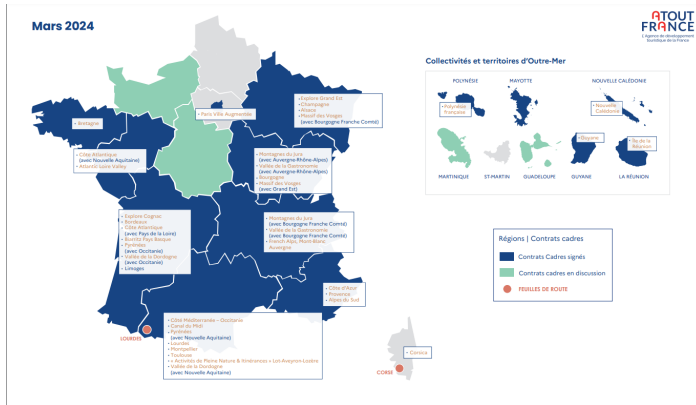 Mars 2024
ATOUT
FRANCE
L'Agence de développement
touristique de la France
Collectivités et territoires d'Outre-Mer
POLYNÉSIE
MAYOTTE
NOUVELLE CALÉDONIE
• Polynésie
française
• Nouvelle
Calédonie
• Guyane
• Île de la
Réunion
MARTINIQUE
ST-MARTIN
GUADELOUPE
GUYANE
LA RÉUNION
• Explore Grand Est
• Champagne
• Alsace
• Massif des Vosges
(avec Bourgogne Franche Comté)
• Paris Ville Augmentée
• Bretagne
• Côte Atlantique
(avec Nouvelle Aquitaine)
• Atlantic Loire Valley
• Montagnes du Jura
(avec Auvergne-Rhône-Alpes)
• Vallée de la Gastronomie
(avec Auvergne-Rhône-Alpes)
• Bourgogne
• Massif des Vosges
(avec Grand Est)
• Explore Cognac
• Bordeaux
• Côte Atlantique
(avec Pays de la Loire)
• Biarritz Pays Basque
• Pyrénées
(avec Occitanie)
• Vallée de la Dordogne
(avec Occitanie)
• Limoges
• Montagnes du Jura
(avec Bourgogne Franche Comté)
• Vallée de la Gastronomie
(avec Bourgogne Franche Comté)
• French Alps, Mont-Blanc
Auvergne
• Côte d'Azur
• Provence
• Alpes du Sud
Régions | Contrats cadres
Contrats Cadres signés
Contrats cadres en discussion
FEUILLES DE ROUTE
LOURDES
• Côté Méditerranée - Occitanie
• Canal du Midi
• Pyrénées
(avec Nouvelle Aquitaine)
• Lourdes
• Montpellier
• Toulouse
• « Activités de Pleine Nature & Itinérances » Lot-Aveyron-Lozère
• Vallée de la Dordogne
(avec Nouvelle Aquitaine)
• Corsica
CORSE